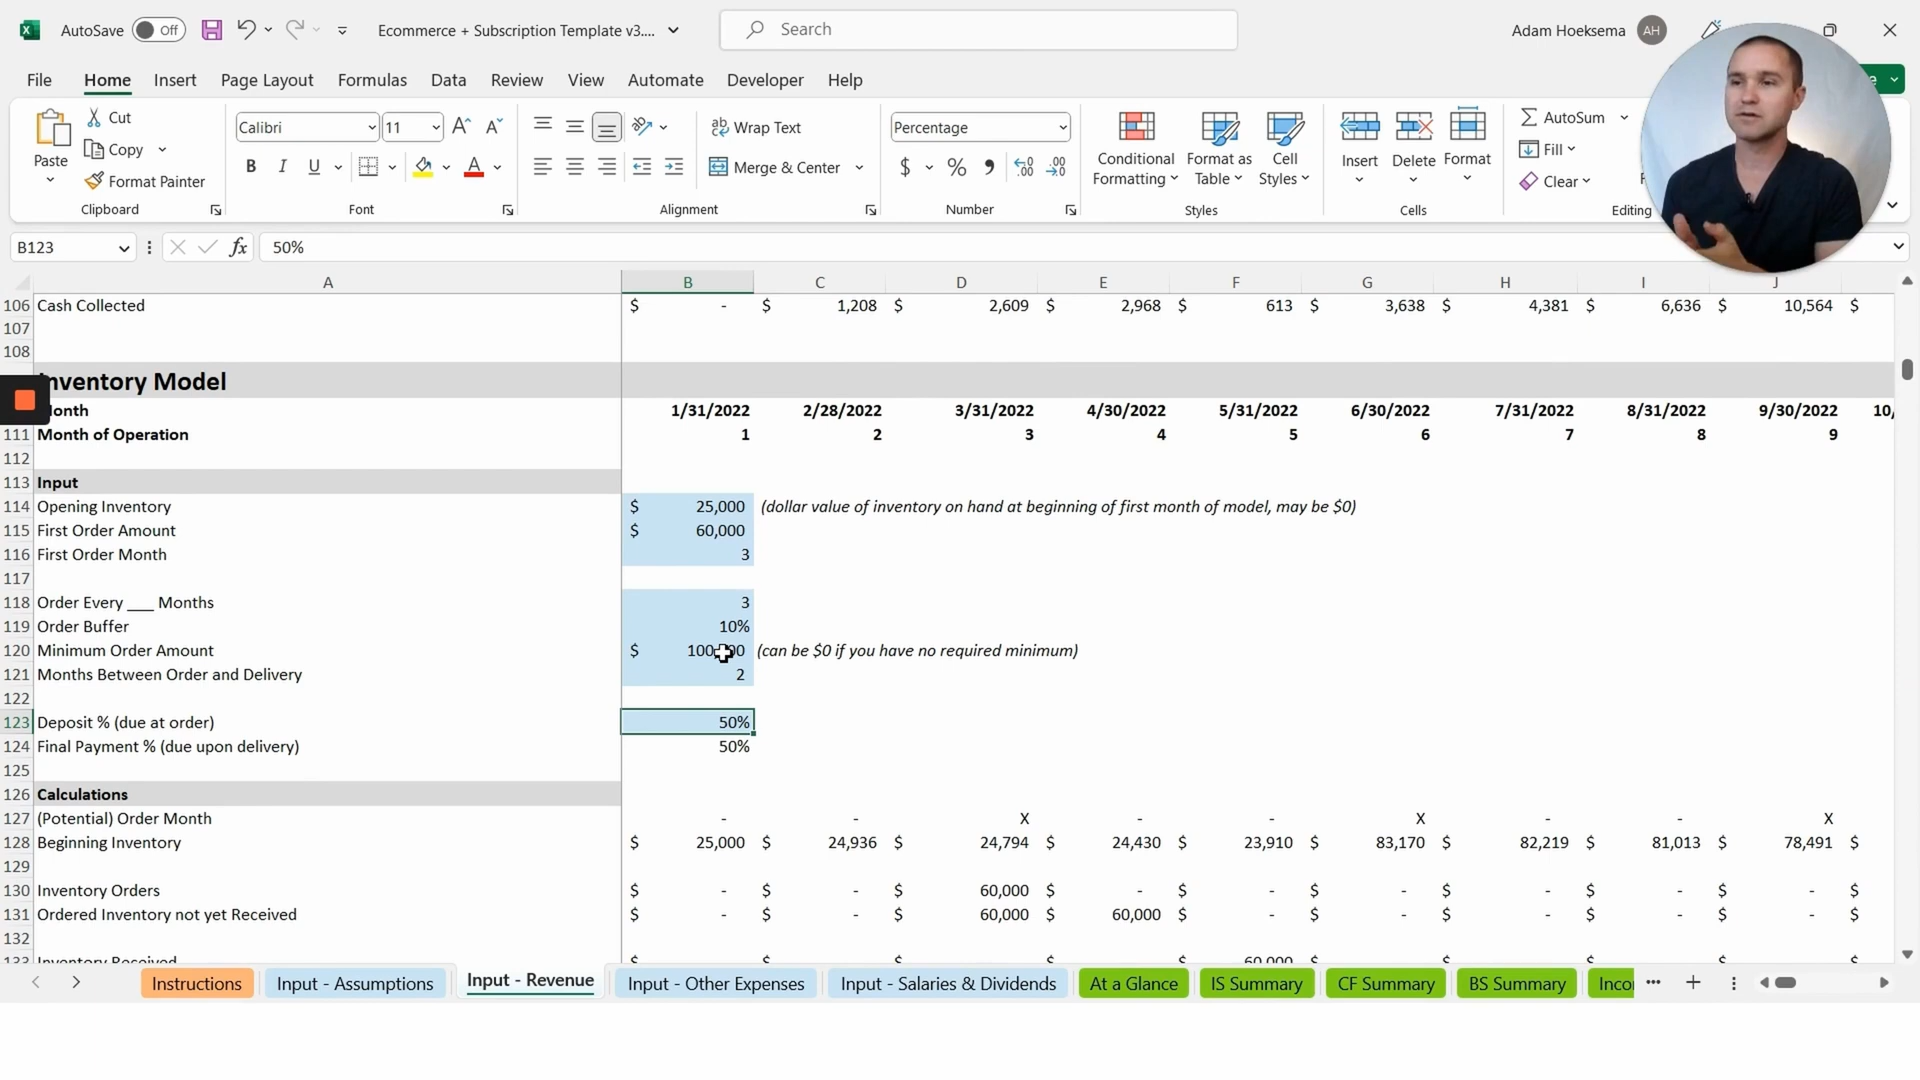 AutoSave Off Ecommerce + Subscription Template v3.... Search Adam Hoeksema AH
File Home Insert Page Layout Formulas Data Review View Automate Developer Help
Paste Cut Copy Format Painter Clipboard
Calibri 11 B I U A Font
ab Wrap Text Merge & Center Alignment
Percentage $ % , Number
Conditional Formatting Format as Table Cell Styles Styles
Insert Delete Format Cells
AutoSum Fill Clear Editing
B123 fx 50%
A B C D E F G H I J
106 Cash Collected $ - $ 1,208 $ 2,609 $ 2,968 $ 613 $ 3,638 $ 4,381 $ 6,636 $ 10,564 $
107
108
Inventory Model
Month 1/31/2022 2/28/2022 3/31/2022 4/30/2022 5/31/2022 6/30/2022 7/31/2022 8/31/2022 9/30/2022 10/
111 Month of Operation 1 2 3 4 5 6 7 8 9
112
113 Input
114 Opening Inventory $ 25,000 (dollar value of inventory on hand at beginning of first month of model, may be $0)
115 First Order Amount $ 60,000
116 First Order Month 3
117
118 Order Every ___ Months 3
119 Order Buffer 10%
120 Minimum Order Amount $ (can be $0 if you have no required minimum)
121 Months Between Order and Delivery 2
122
123 Deposit % (due at order) 50%
124 Final Payment % (due upon delivery) 50%
125
126 Calculations
127 (Potential) Order Month - - X - - X - - X
128 Beginning Inventory $ 25,000 $ 24,936 $ 24,794 $ 24,430 $ 23,910 $ 83,170 $ 82,219 $ 81,013 $ 78,491 $
129
130 Inventory Orders $ - $ - $ 60,000 $ - $ - $ - $ - $ - $ - $
131 Ordered Inventory not yet Received $ - $ - $ 60,000 $ 60,000 $ - $ - $ - $ - $ - $
132
133 Inventory Received 60,000
Instructions Input - Assumptions Input - Revenue Input - Other Expenses Input - Salaries & Dividends At a Glance IS Summary CF Summary BS Summary Inco